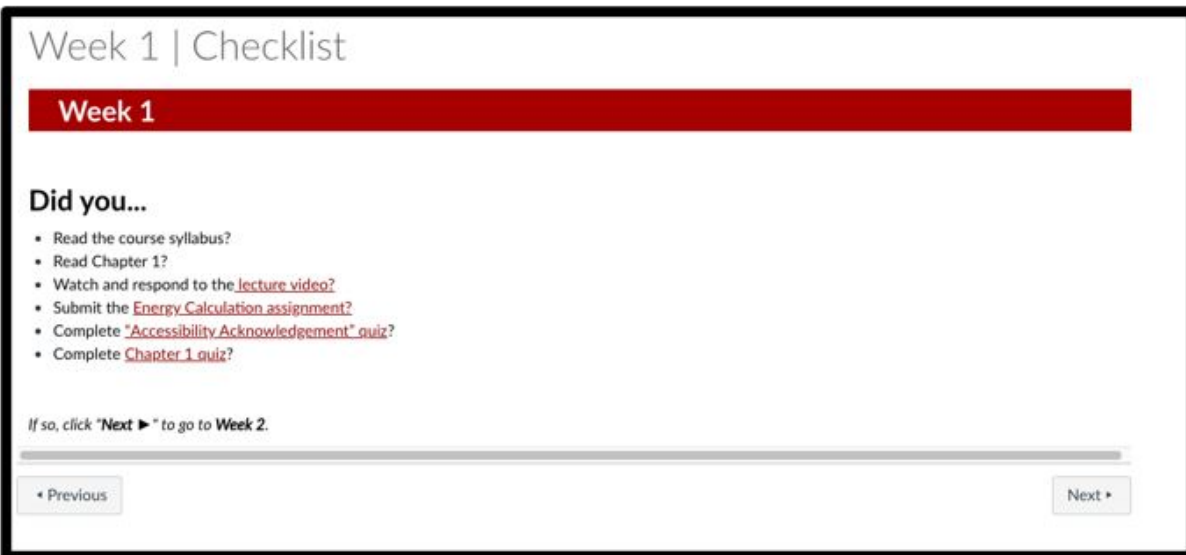 Week 1 | Checklist
Week 1
Did you...
• Read the course syllabus?
• Read Chapter 1?
• Watch and respond to the lecture video?
• Submit the Energy Calculation assignment?
• Complete "Accessibility Acknowledgement" quiz?
• Complete Chapter 1 quiz?
If so, click "Next ►" to go to Week 2.
◂ Previous
Next ▸